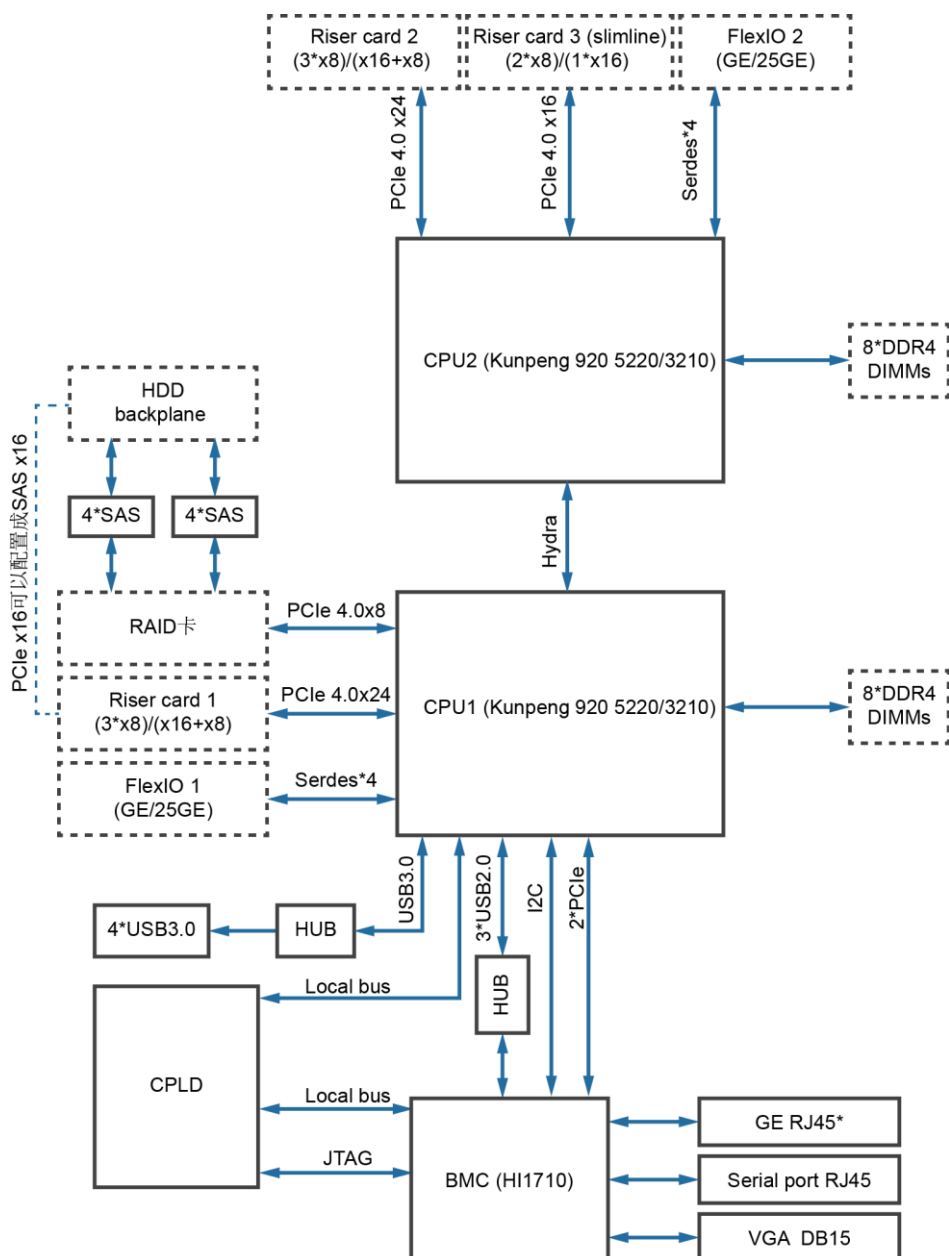 Riser card 2
(3*x8)/(x16+x8)
Riser card 3 (slimline)
(2*x8)/(1*x16)
FlexIO 2
(GE/25GE)
PCIe 4.0 x24
PCIe 4.0 x16
Serdes*4
CPU2 (Kunpeng 920 5220/3210)
8*DDR4
DIMMs
HDD
backplane
4*SAS
4*SAS
PCIe x16可以配置成SAS x16
Hydra
RAID卡
PCIe 4.0x8
Riser card 1
(3*x8)/(x16+x8)
PCIe 4.0x24
CPU1 (Kunpeng 920 5220/3210)
8*DDR4
DIMMs
FlexIO 1
(GE/25GE)
Serdes*4
USB3.0
3*USB2.0
I2C
2*PCIe
4*USB3.0
HUB
HUB
Local bus
CPLD
Local bus
JTAG
BMC (HI1710)
GE RJ45*
Serial port RJ45
VGA DB15